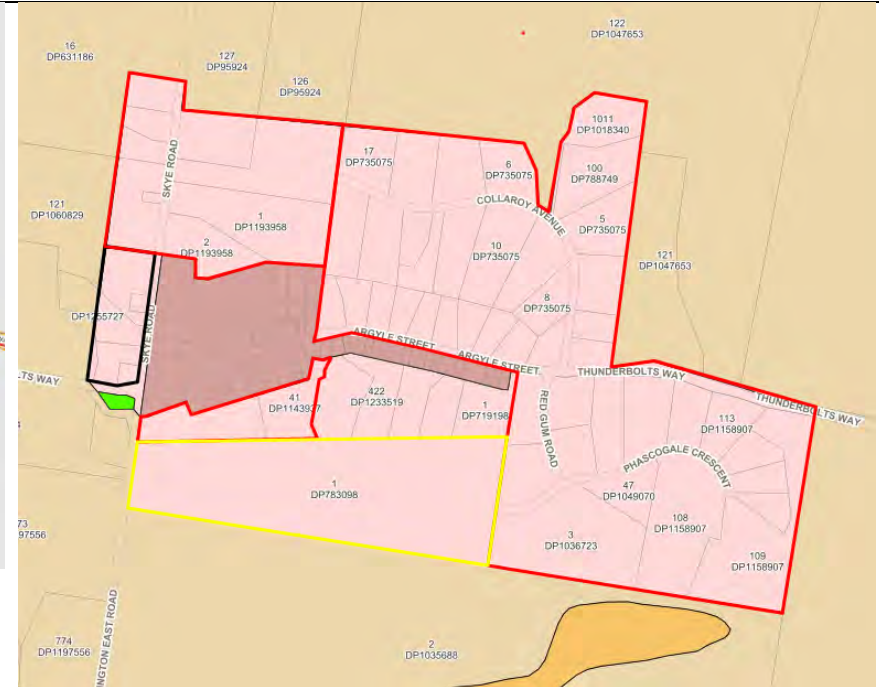 122
DP1047653
16
DP631186
127
DP95924
126
DP95924
1011
DP1018340
17
DP735075
6
DP735075
100
DP788749
SKYE ROAD
COLLAROY AVENUE
121
DP1060829
1
DP1193958
5
DP735075
2
DP1193958
10
DP735075
121
DP1047653
8
DP735075
DP1255727
SKYE ROAD
ARGYLE STREET
ARGYLE STREET
THUNDERBOLTS WAY
THUNDERBOLTS WAY
LTS WAY
41
DP1143937
422
DP1233519
1
DP719198
RED GUM ROAD
113
DP1158907
PHASCOGALE CRESCENT
47
DP1049070
1
DP783098
108
DP1158907
73
97556
3
DP1036723
109
DP1158907
774
DP1197556
INGTON EAST ROAD
2
DP1035688